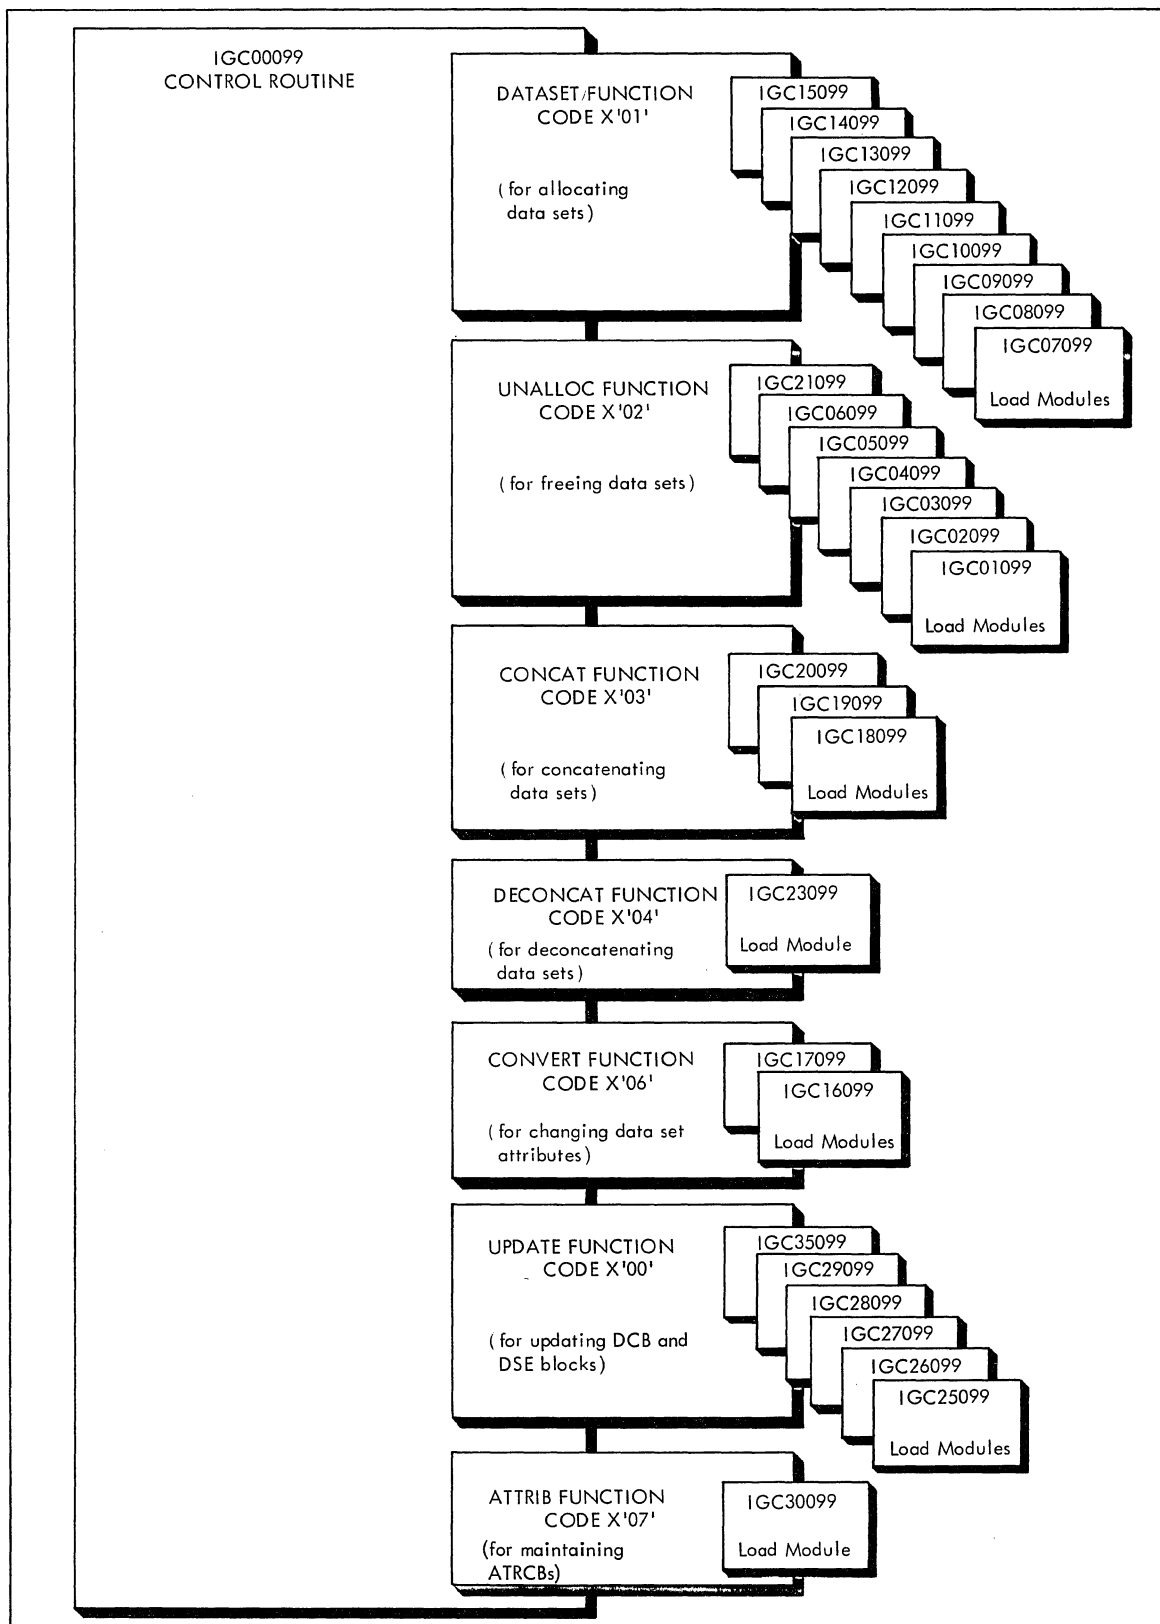 IGC00099
CONTROL ROUTINE
DATASET/FUNCTION
CODE X'01'
(for allocating
data sets)
IGC15099
IGC14099
IGC13099
IGC12099
IGC11099
IGC10099
IGC09099
IGC08099
IGC07099
Load Modules
UNALLOC FUNCTION
CODE X'02'
(for freeing data sets)
IGC21099
IGC06099
IGC05099
IGC04099
IGC03099
IGC02099
IGC01099
Load Modules
CONCAT FUNCTION
CODE X'03'
(for concatenating
data sets)
IGC20099
IGC19099
IGC18099
Load Modules
DECONCAT FUNCTION
CODE X'04'
(for deconcatenating
data sets)
IGC23099
Load Module
CONVERT FUNCTION
CODE X'06'
(for changing data set
attributes)
IGC17099
IGC16099
Load Modules
UPDATE FUNCTION
CODE X'00'
(for updating DCB and
DSE blocks)
IGC35099
IGC29099
IGC28099
IGC27099
IGC26099
IGC25099
Load Modules
ATTRIB FUNCTION
CODE X'07'
(for maintaining
ATRCBs)
IGC30099
Load Module